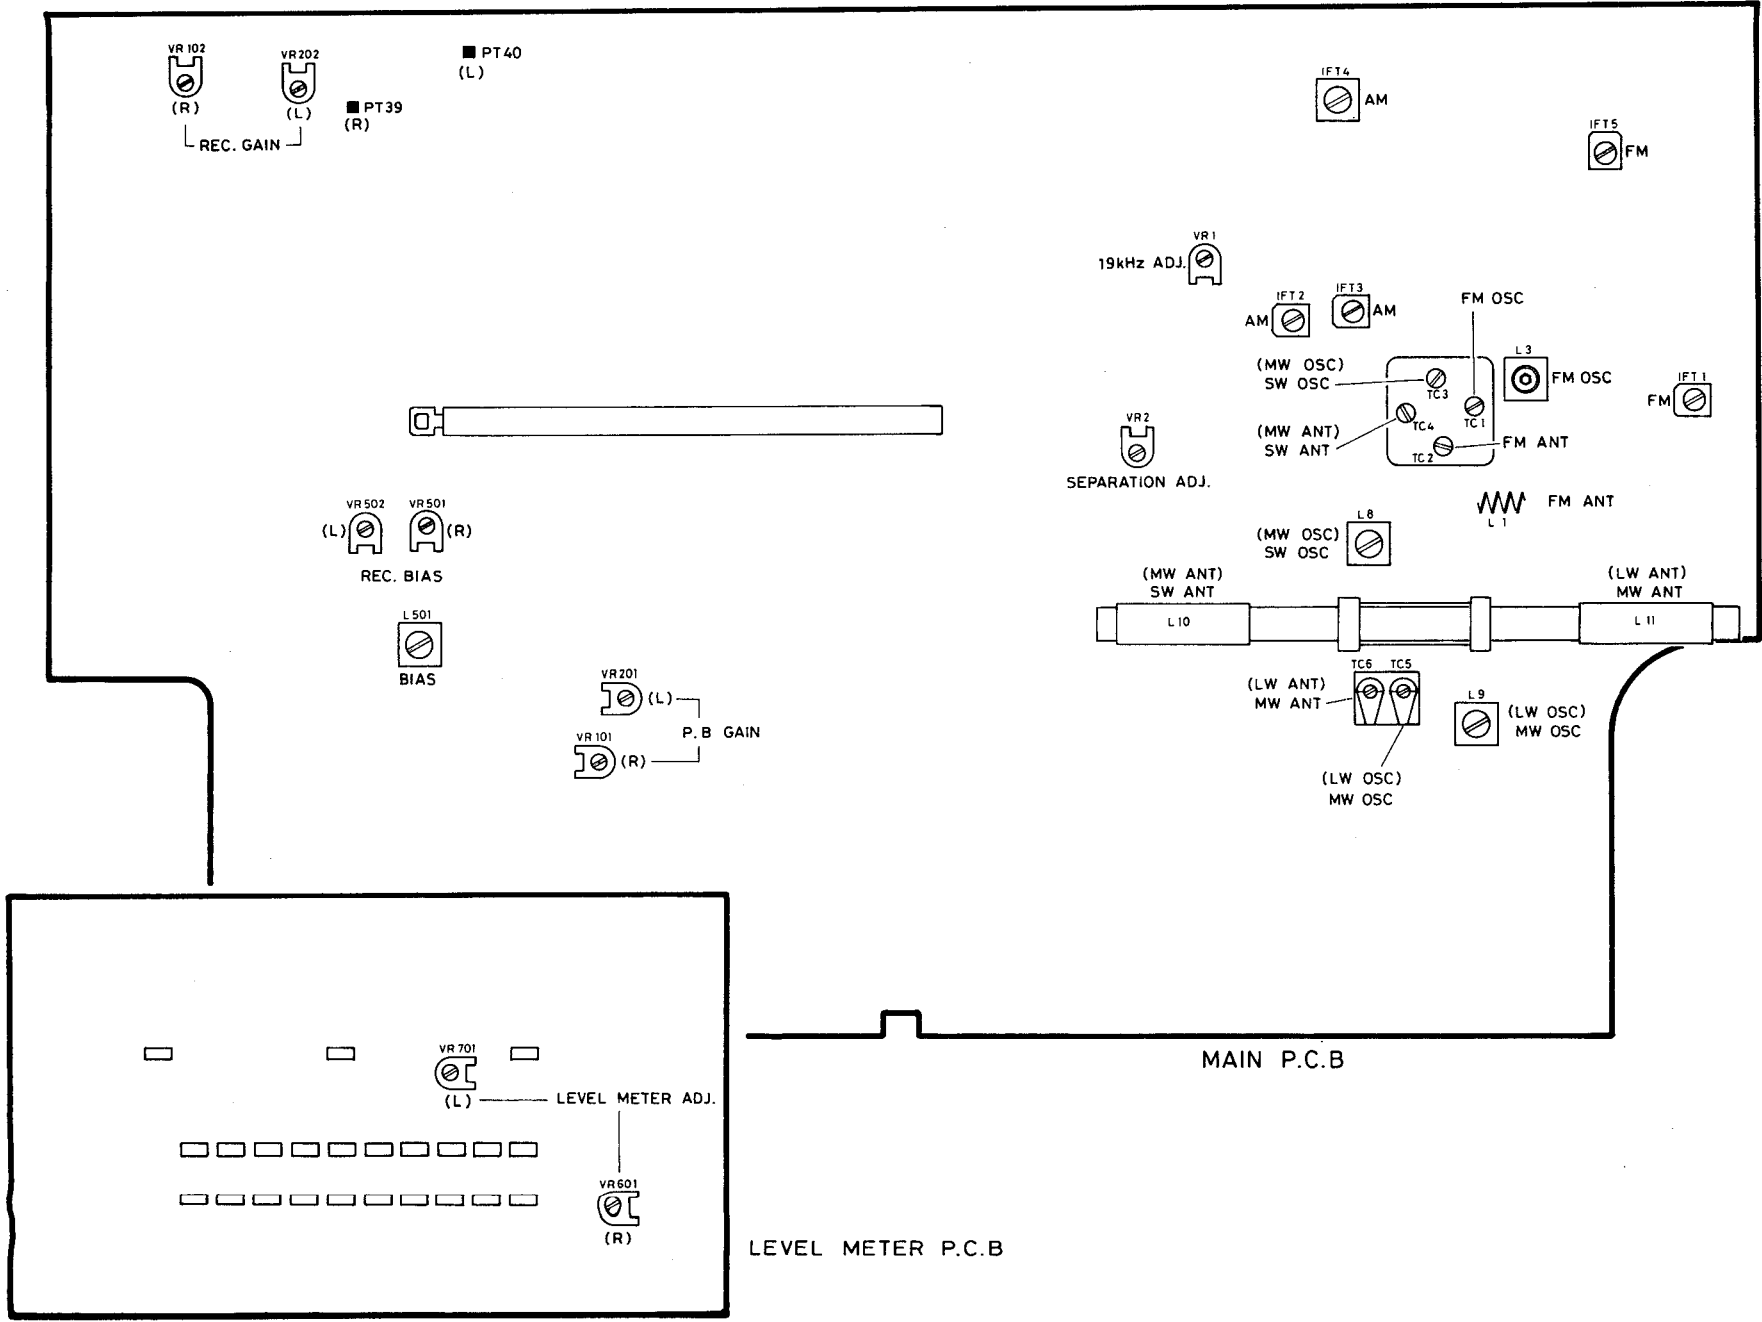 VR 102
(R)
VR202
(L)
REC. GAIN
PT40
(L)
PT39
(R)
IFT4
AM
IFT5
FM
VR1
19kHz ADJ.
IFT2
AM
IFT3
AM
FM OSC
(MW OSC)
SW OSC
TC3
TC1
TC4
TC2
(MW ANT)
SW ANT
FM ANT
L3
FM OSC
IFT1
FM
VR2
SEPARATION ADJ.
L1
FM ANT
VR502
(L)
VR501
(R)
REC. BIAS
L8
(MW OSC)
SW OSC
(MW ANT)
SW ANT
L10
(LW ANT)
MW ANT
L11
L501
BIAS
VR201
(L)
P.B GAIN
VR101
(R)
TC6
TC5
(LW ANT)
MW ANT
L9
(LW OSC)
MW OSC
(LW OSC)
MW OSC
MAIN P.C.B
VR701
(L)
LEVEL METER ADJ.
VR601
(R)
LEVEL METER P.C.B